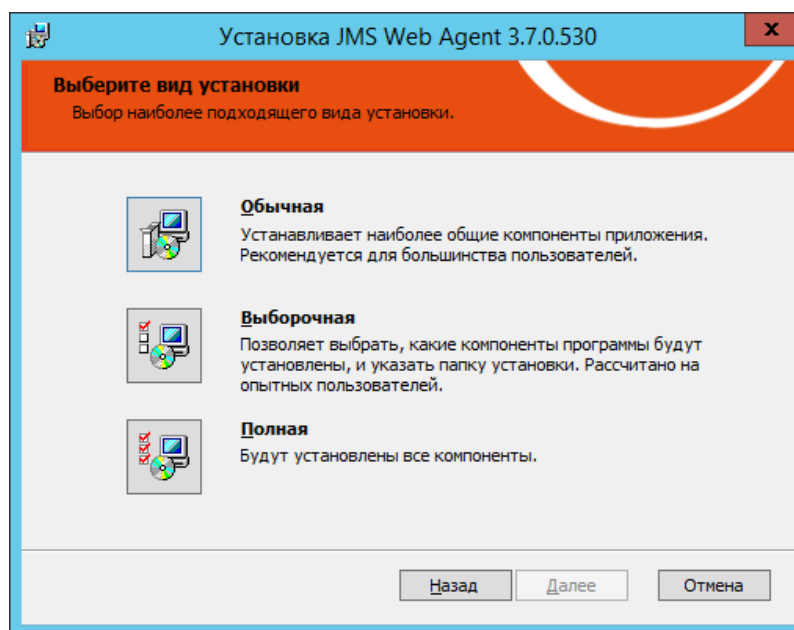 Установка JMS Web Agent 3.7.0.530
x
Выберите вид установки
Выбор наиболее подходящего вида установки.
Обычная
Устанавливает наиболее общие компоненты приложения.
Рекомендуется для большинства пользователей.
Выборочная
Позволяет выбрать, какие компоненты программы будут
установлены, и указать папку установки. Рассчитано на
опытных пользователей.
Полная
Будут установлены все компоненты.
Назад Далее Отмена